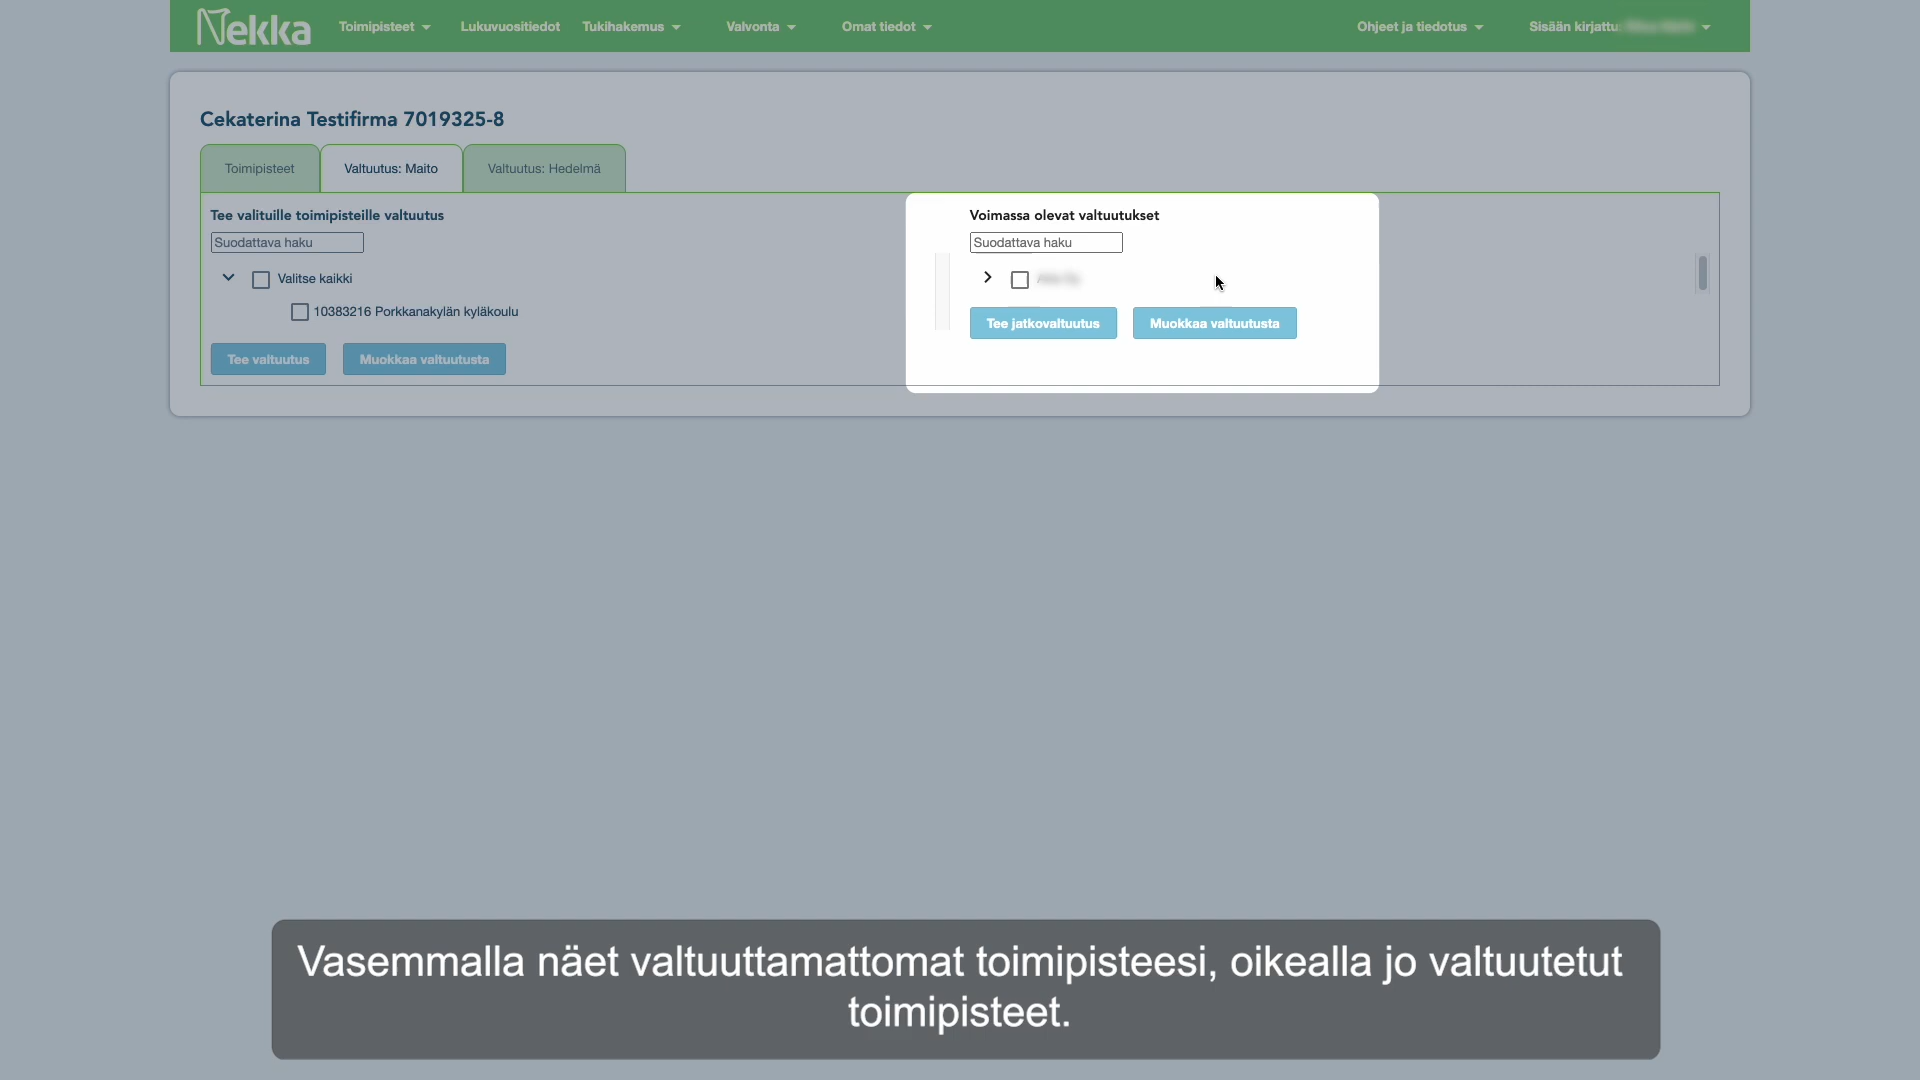 Nekka
Toimipisteet
Lukuvuositiedot
Tukihakemus
Valvonta
Omat tiedot
Ohjeet ja tiedotus
Sisään kirjattu
Cekaterina Testifirma 7019325-8
Toimipisteet
Valtuutus: Maito
Valtuutus: Hedelmä
Tee valituille toimipisteille valtuutus
Suodattava haku
Valitse kaikki
10383216 Porkkanakylän kyläkoulu
Tee valtuutus
Muokkaa valtuutusta
Voimassa olevat valtuutukset
Suodattava haku
Tee jatkovaltuutus
Muokkaa valtuutusta
Vasemmalla näet valtuuttamattomat toimipisteesi, oikealla jo valtuutetut
toimipisteet.